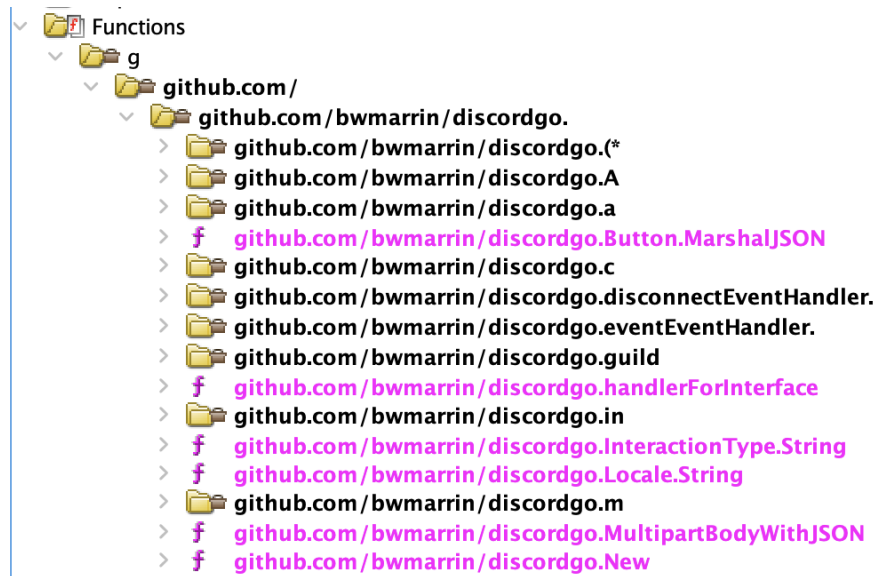 Functions
g
github.com/
github.com/bwmarrin/discordgo.
github.com/bwmarrin/discordgo.(*
github.com/bwmarrin/discordgo.A
github.com/bwmarrin/discordgo.a
github.com/bwmarrin/discordgo.Button.MarshalJSON
github.com/bwmarrin/discordgo.c
github.com/bwmarrin/discordgo.disconnectEventHandler.
github.com/bwmarrin/discordgo.eventEventHandler.
github.com/bwmarrin/discordgo.guild
github.com/bwmarrin/discordgo.handlerForInterface
github.com/bwmarrin/discordgo.in
github.com/bwmarrin/discordgo.InteractionType.String
github.com/bwmarrin/discordgo.Locale.String
github.com/bwmarrin/discordgo.m
github.com/bwmarrin/discordgo.MultipartBodyWithJSON
github.com/bwmarrin/discordgo.New